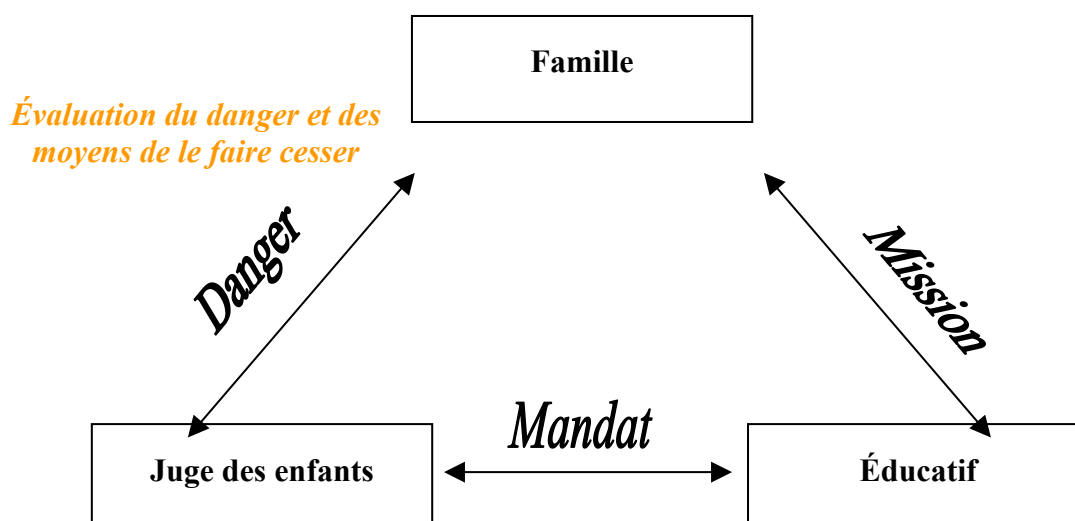 Famille
Évaluation du danger et des
moyens de le faire cesser
Danger
Mission
Mandat
Juge des enfants
Éducatif